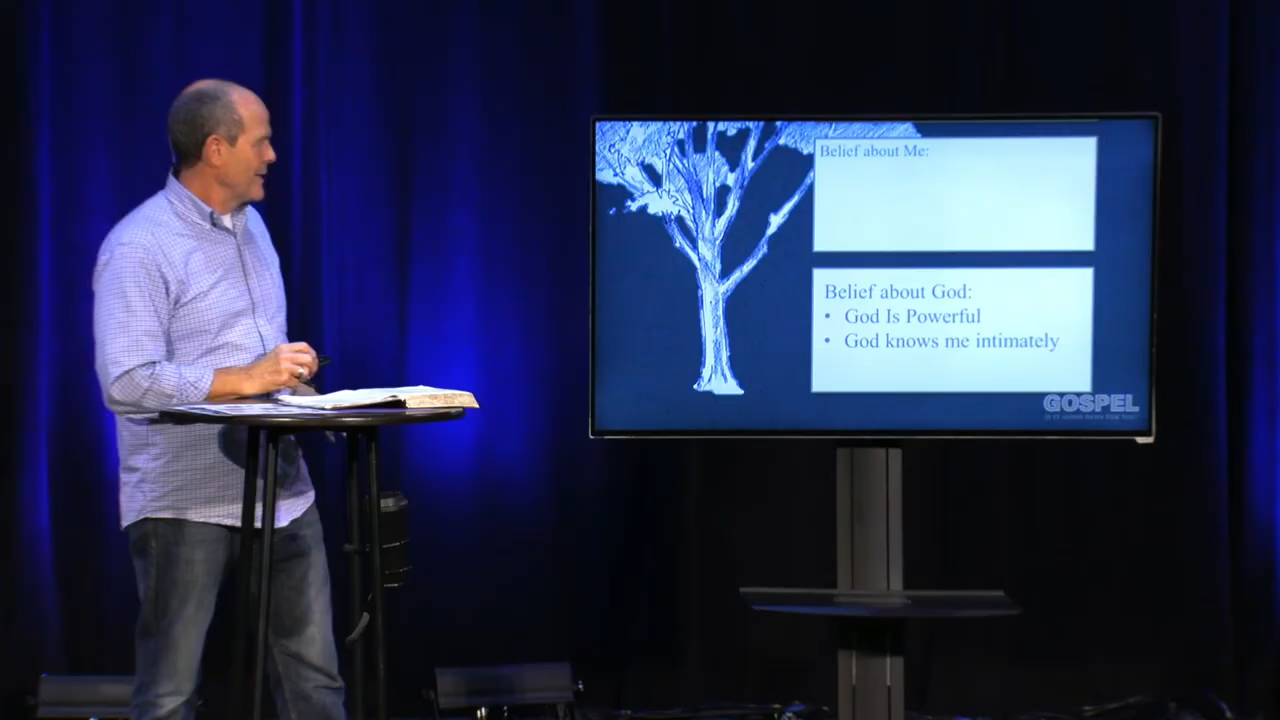 Belief about Me:
Belief about God:
• God Is Powerful
• God knows me intimately
GOSPEL